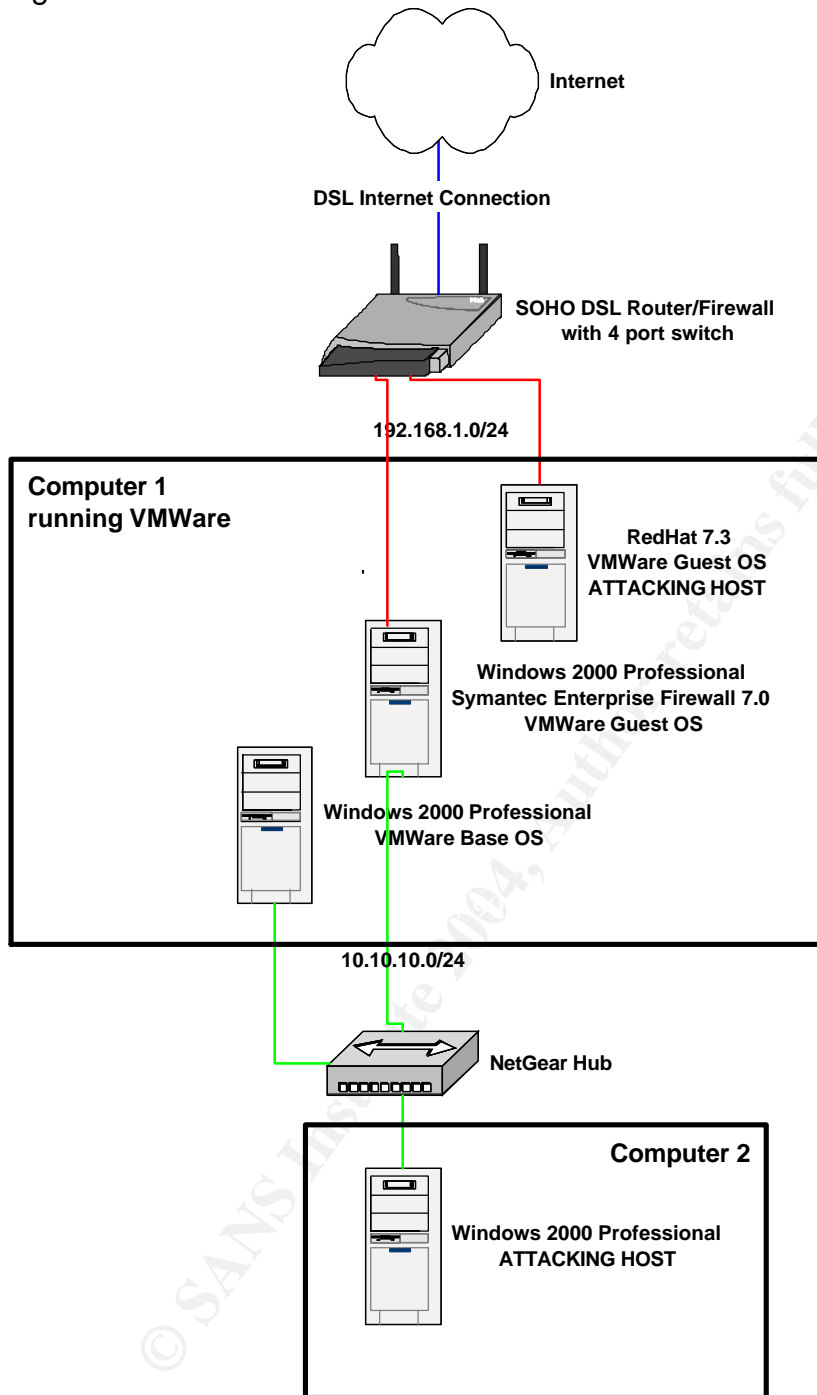 Internet
DSL Internet Connection
SOHO DSL Router/Firewall
with 4 port switch
192.168.1.0/24
Computer 1
running VMWare
RedHat 7.3
VMWare Guest OS
ATTACKING HOST
Windows 2000 Professional
Symantec Enterprise Firewall 7.0
VMWare Guest OS
Windows 2000 Professional
VMWare Base OS
10.10.10.0/24
NetGear Hub
Computer 2
Windows 2000 Professional
ATTACKING HOST
© SANS Institute 2004, Author retains full